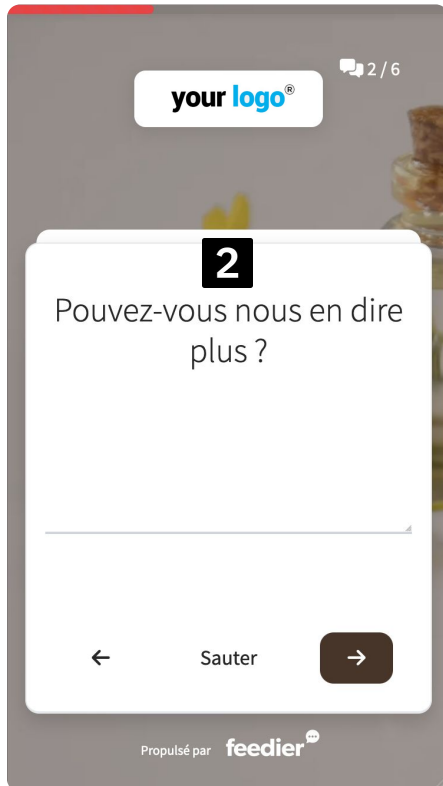 2 / 6
your logo®
2
Pouvez-vous nous en dire
plus ?
Sauter
Propulsé par feedier